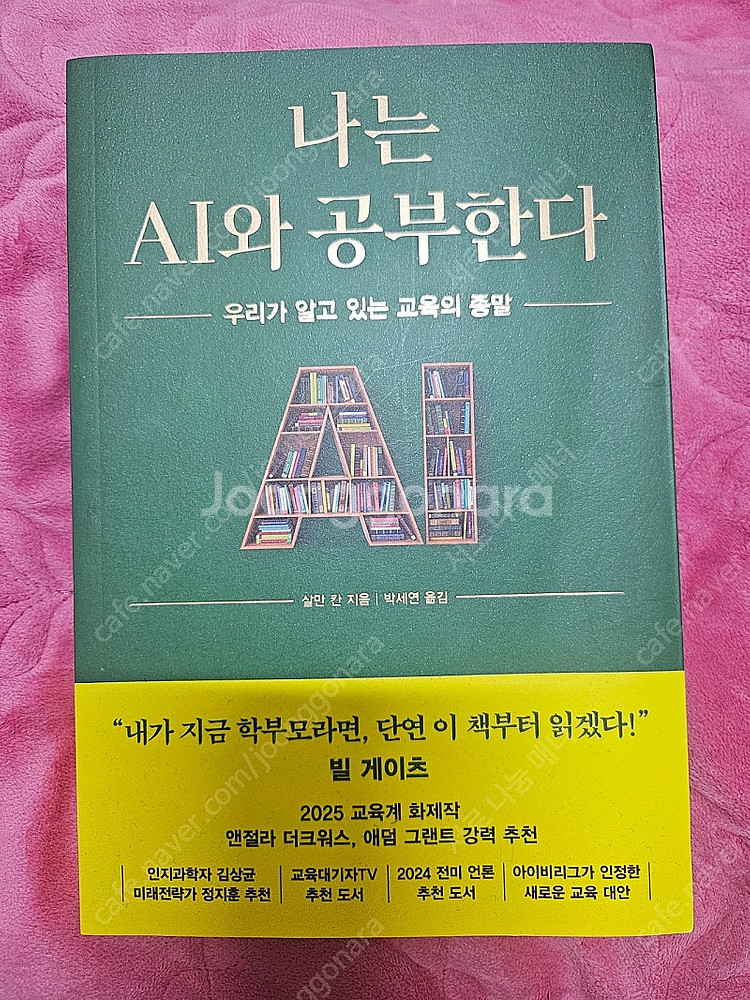 나는
AI와 공부한다
우리가 알고 있는 교육의 종말
Joonggonara
살만 칸 지음 | 박세연 옮김
“내가 지금 학부모라면, 단연 이 책부터 읽겠다!”
빌 게이츠
2025 교육계 화제작
앤절라 더크워스, 애덤 그랜트 강력 추천
인지과학자 김상균
미래전략가 정지훈 추천
교육대기자TV
추천 도서
2024 전미 언론
추천 도서
아이비리그가 인정한
새로운 교육 대안
cafe.naver.com/joonggonara